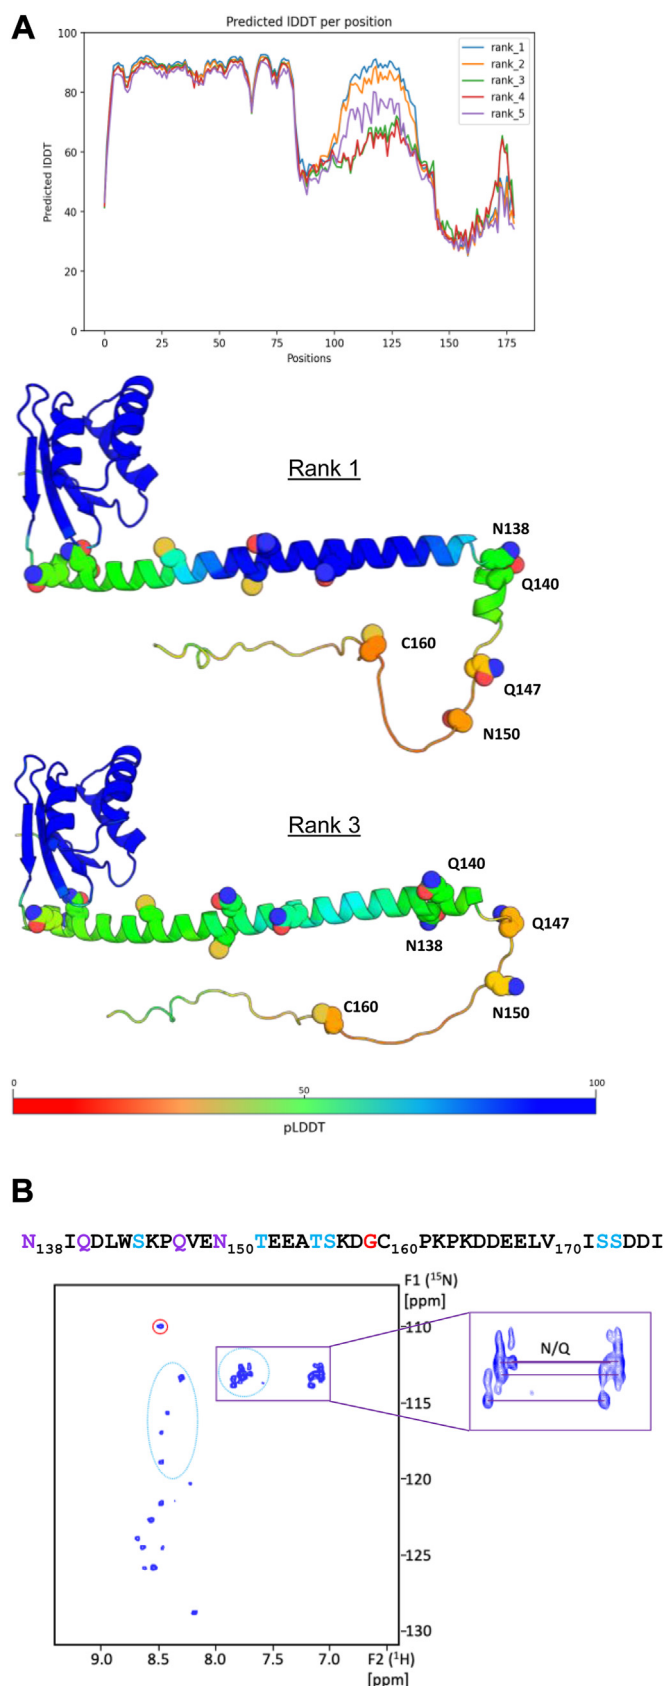 A
Predicted lDDT per position
100
80
60
40
20
0
Predicted lDDT
rank_1
rank_2
rank_3
rank_4
rank_5
0 25 50 75 100 125 150 175
Positions
Rank 1
N138
Q140
C160
Q147
N150
Rank 3
Q140
Q147
N138
N150
C160
0 50 100
pLDDT
B
N138IQDLWSKPQVEN150TEEATSKDGC160PKPKDDEELV170ISSDDI
F1 (15N)
[ppm]
110
115
120
125
130
N/Q
9.0 8.5 8.0 7.5 7.0 F2 (1H)
[ppm]